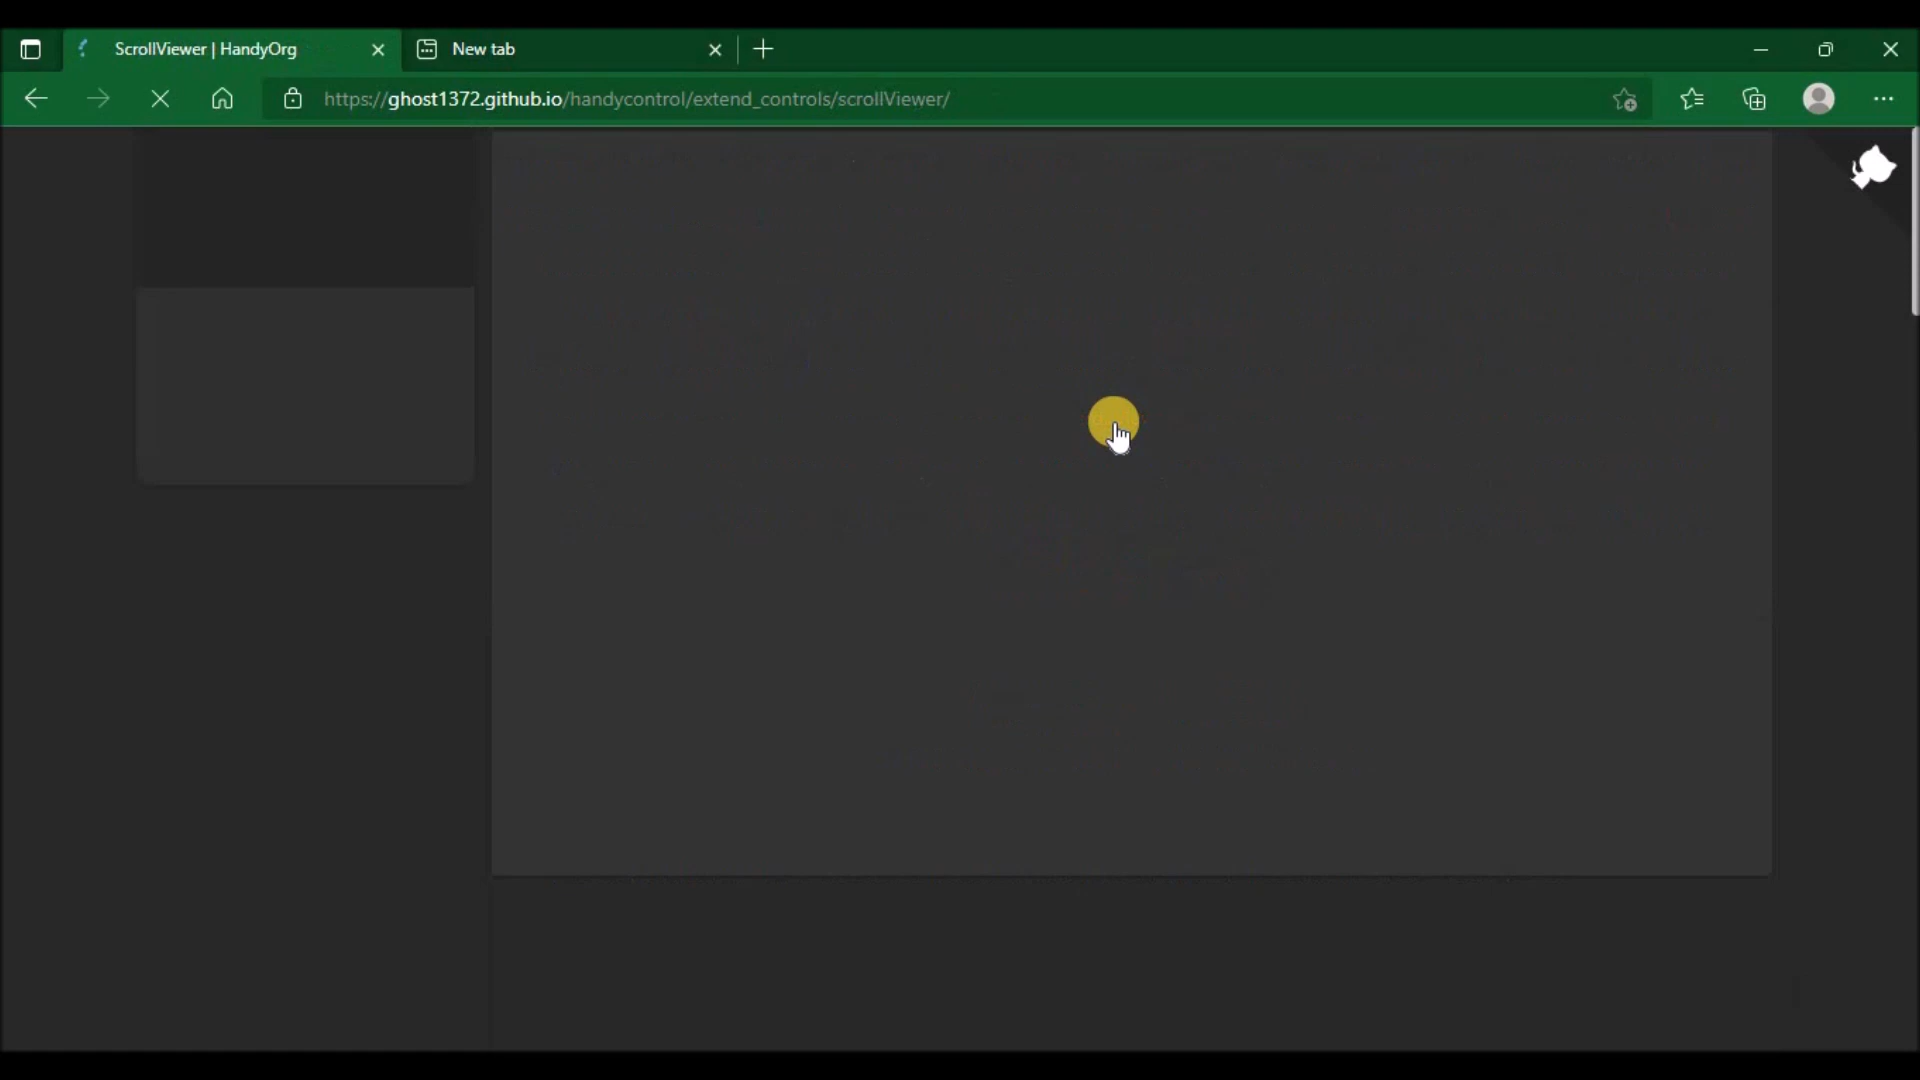 ScrollViewer | HandyOrg
New tab
https://ghost1372.github.io/handycontrol/extend_controls/scrollViewer/